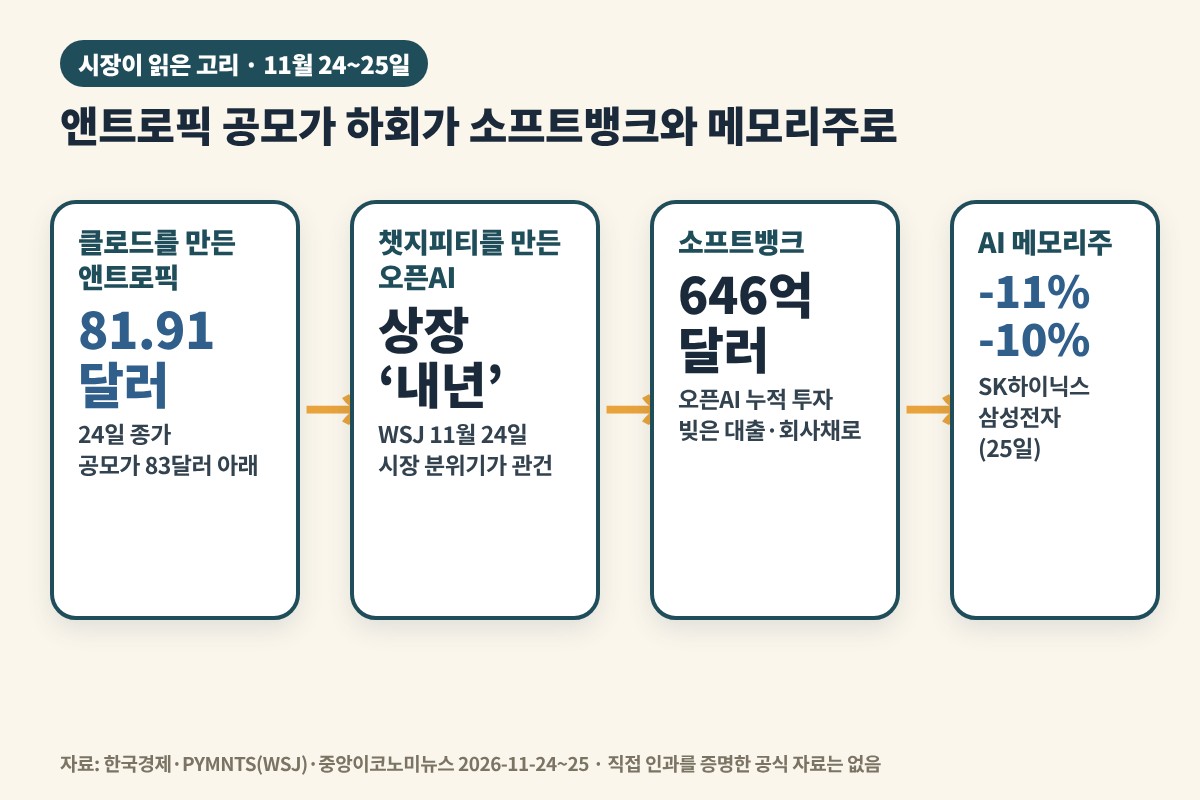 시장이 읽은 고리 · 11월 24~25일
앤트로픽 공모가 하회가 소프트뱅크와 메모리주로
클로드를 만든
앤트로픽
81.91
달러
24일 종가
공모가 83달러 아래
챗지피티를 만든
오픈AI
상장
‘내년’
WSJ 11월 24일
시장 분위기가 관건
소프트뱅크
646억
달러
오픈AI 누적 투자
빚은 대출·회사채로
AI 메모리주
-11%
-10%
SK하이닉스
삼성전자
(25일)
자료: 한국경제·PYMNTS(WSJ)·중앙이코노미뉴스 2026-11-24~25 · 직접 인과를 증명한 공식 자료는 없음